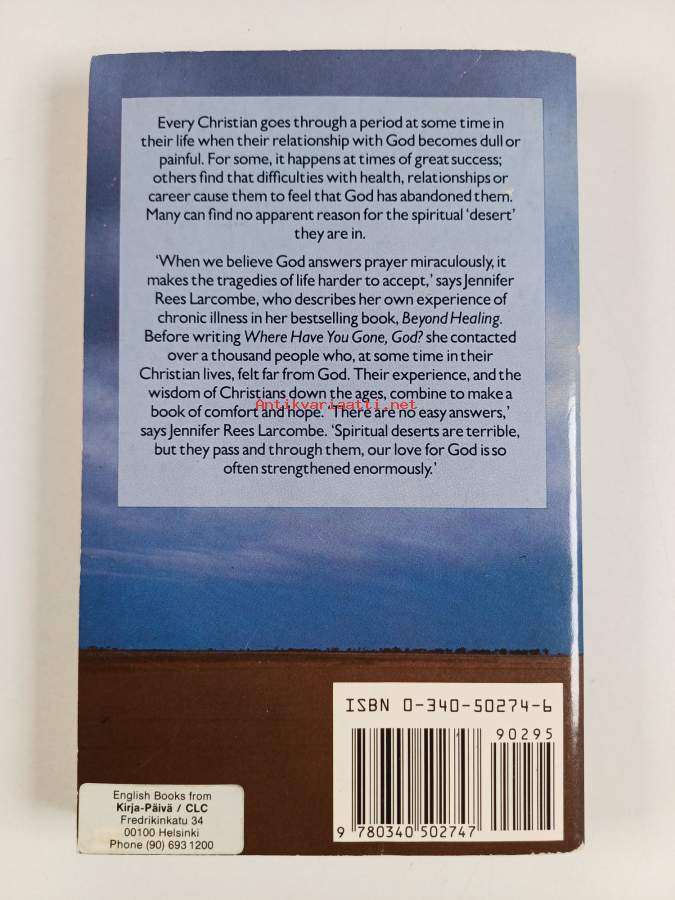 Every Christian goes through a period at some time in
their life when their relationship with God becomes dull or
painful. For some, it happens at times of great success;
others find that difficulties with health, relationships or
career cause them to feel that God has abandoned them.
Many can find no apparent reason for the spiritual ‘desert’
they are in.
‘When we believe God answers prayer miraculously, it
makes the tragedies of life harder to accept,’ says Jennifer
Rees Larcombe, who describes her own experience of
chronic illness in her bestselling book, Beyond Healing.
Before writing Where Have You Gone, God? she contacted
over a thousand people who, at some time in their
Christian lives, felt far from God. Their experience, and the
wisdom of Christians down the ages, combine to make a
Antikvariaatti.net
book of comfort and hope. ‘There are no easy answers,’
says Jennifer Rees Larcombe. ‘Spiritual deserts are terrible,
but they pass and through them, our love for God is so
often strengthened enormously.’
ISBN 0-340-50274-6
90295
9 780340 502747
English Books from
Kirja-Päivä / CLC
Fredrikinkatu 34
00100 Helsinki
Phone (90) 693 1200